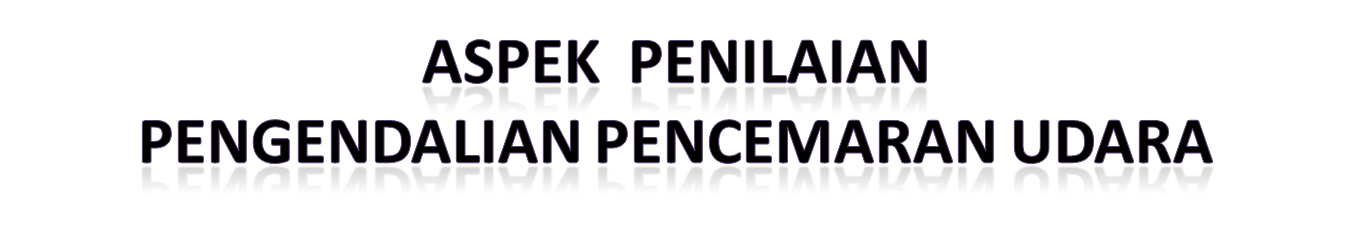 ASPEK PENILAIAN
PENGENDALIAN PENCEMARAN UDARA